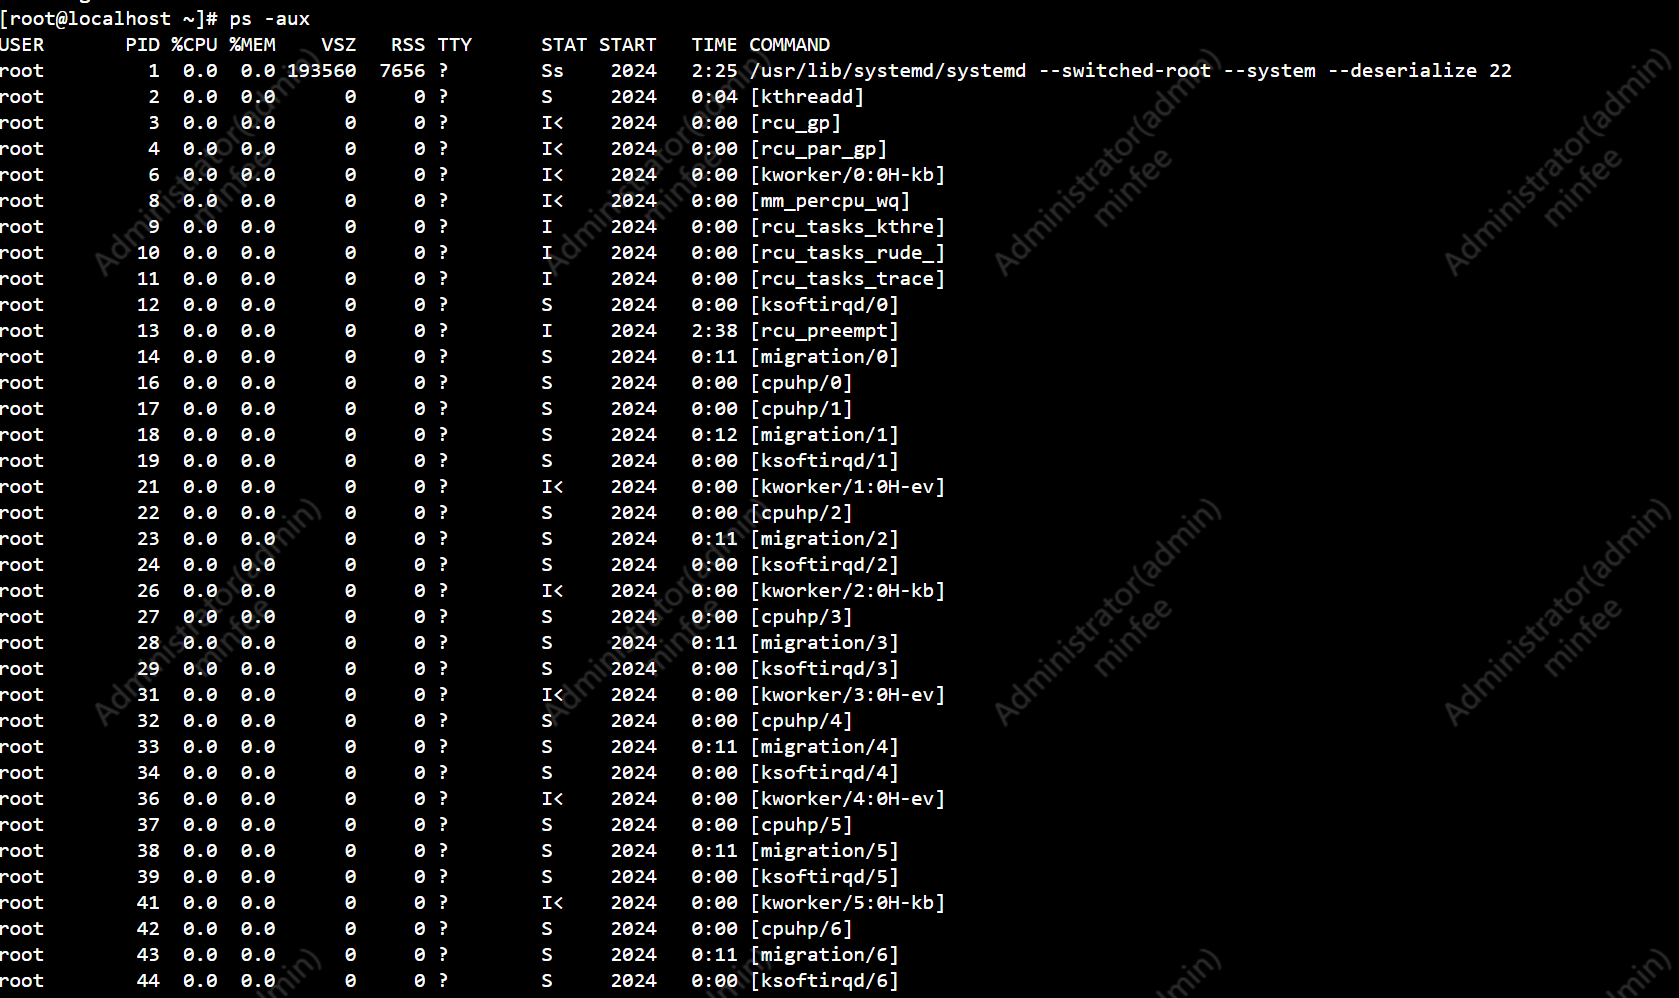 [root@localhost ~]# ps -aux
USER       PID %CPU %MEM    VSZ   RSS TTY      STAT START   TIME COMMAND
root         1  0.0  0.0 193560  7656 ?        Ss    2024   2:25 /usr/lib/systemd/systemd --switched-root --system --deserialize 22
root         2  0.0  0.0      0     0 ?        S     2024   0:04 [kthreadd]
root         3  0.0  0.0      0     0 ?        I<    2024   0:00 [rcu_gp]
root         4  0.0  0.0      0     0 ?        I<    2024   0:00 [rcu_par_gp]
root         6  0.0  0.0      0     0 ?        I<    2024   0:00 [kworker/0:0H-kb]
root         8  0.0  0.0      0     0 ?        I<    2024   0:00 [mm_percpu_wq]
root         9  0.0  0.0      0     0 ?        I     2024   0:00 [rcu_tasks_kthre]
root        10  0.0  0.0      0     0 ?        I     2024   0:00 [rcu_tasks_rude_]
root        11  0.0  0.0      0     0 ?        I     2024   0:00 [rcu_tasks_trace]
root        12  0.0  0.0      0     0 ?        S     2024   0:00 [ksoftirqd/0]
root        13  0.0  0.0      0     0 ?        I     2024   2:38 [rcu_preempt]
root        14  0.0  0.0      0     0 ?        S     2024   0:11 [migration/0]
root        16  0.0  0.0      0     0 ?        S     2024   0:00 [cpuhp/0]
root        17  0.0  0.0      0     0 ?        S     2024   0:00 [cpuhp/1]
root        18  0.0  0.0      0     0 ?        S     2024   0:12 [migration/1]
root        19  0.0  0.0      0     0 ?        S     2024   0:00 [ksoftirqd/1]
root        21  0.0  0.0      0     0 ?        I<    2024   0:00 [kworker/1:0H-ev]
root        22  0.0  0.0      0     0 ?        S     2024   0:00 [cpuhp/2]
root        23  0.0  0.0      0     0 ?        S     2024   0:11 [migration/2]
root        24  0.0  0.0      0     0 ?        S     2024   0:00 [ksoftirqd/2]
root        26  0.0  0.0      0     0 ?        I<    2024   0:00 [kworker/2:0H-kb]
root        27  0.0  0.0      0     0 ?        S     2024   0:00 [cpuhp/3]
root        28  0.0  0.0      0     0 ?        S     2024   0:11 [migration/3]
root        29  0.0  0.0      0     0 ?        S     2024   0:00 [ksoftirqd/3]
root        31  0.0  0.0      0     0 ?        I<    2024   0:00 [kworker/3:0H-ev]
root        32  0.0  0.0      0     0 ?        S     2024   0:00 [cpuhp/4]
root        33  0.0  0.0      0     0 ?        S     2024   0:11 [migration/4]
root        34  0.0  0.0      0     0 ?        S     2024   0:00 [ksoftirqd/4]
root        36  0.0  0.0      0     0 ?        I<    2024   0:00 [kworker/4:0H-ev]
root        37  0.0  0.0      0     0 ?        S     2024   0:00 [cpuhp/5]
root        38  0.0  0.0      0     0 ?        S     2024   0:11 [migration/5]
root        39  0.0  0.0      0     0 ?        S     2024   0:00 [ksoftirqd/5]
root        41  0.0  0.0      0     0 ?        I<    2024   0:00 [kworker/5:0H-kb]
root        42  0.0  0.0      0     0 ?        S     2024   0:00 [cpuhp/6]
root        43  0.0  0.0      0     0 ?        S     2024   0:11 [migration/6]
root        44  0.0  0.0      0     0 ?        S     2024   0:00 [ksoftirqd/6]
Administrator(admin)
minfee
Administrator(admin)
minfee
Administrator(admin)
minfee
Administrator(admin)
minfee
Administrator(admin)
minfee
Administrator(admin)
minfee
Administrator(admin)
minfee
Administrator(admin)
minfee